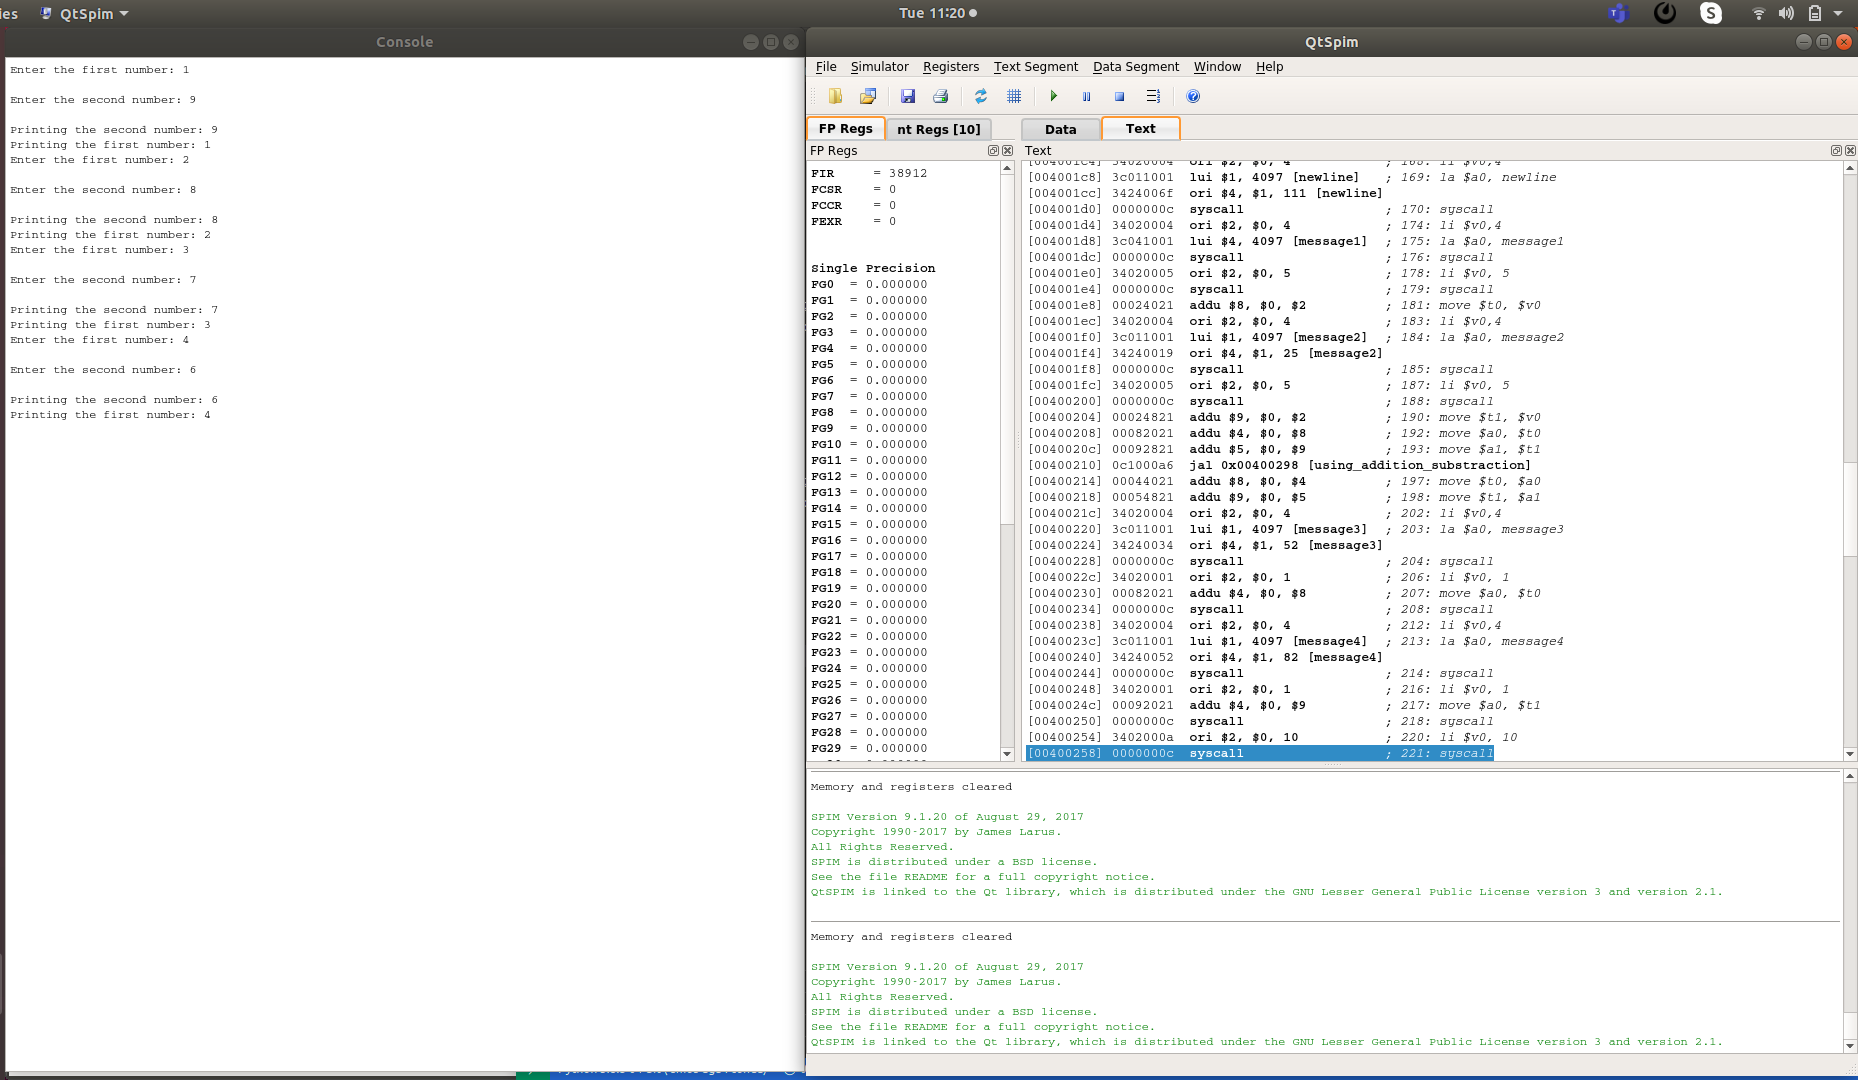 ies QtSpim Tue 11:20
Console
Enter the first number: 1
Enter the second number: 9
Printing the second number: 9
Printing the first number: 1
Enter the first number: 2
Enter the second number: 8
Printing the second number: 8
Printing the first number: 2
Enter the first number: 3
Enter the second number: 7
Printing the second number: 7
Printing the first number: 3
Enter the first number: 4
Enter the second number: 6
Printing the second number: 6
Printing the first number: 4
QtSpim
File Simulator Registers Text Segment Data Segment Window Help
FP Regs nt Regs [10]
FP Regs
FIR = 38912
FCSR = 0
FCCR = 0
FEXR = 0
Single Precision
FG0 = 0.000000
FG1 = 0.000000
FG2 = 0.000000
FG3 = 0.000000
FG4 = 0.000000
FG5 = 0.000000
FG6 = 0.000000
FG7 = 0.000000
FG8 = 0.000000
FG9 = 0.000000
FG10 = 0.000000
FG11 = 0.000000
FG12 = 0.000000
FG13 = 0.000000
FG14 = 0.000000
FG15 = 0.000000
FG16 = 0.000000
FG17 = 0.000000
FG18 = 0.000000
FG19 = 0.000000
FG20 = 0.000000
FG21 = 0.000000
FG22 = 0.000000
FG23 = 0.000000
FG24 = 0.000000
FG25 = 0.000000
FG26 = 0.000000
FG27 = 0.000000
FG28 = 0.000000
FG29 = 0.000000
Data Text
Text
[004001c4] 34020004 ori $2, $0, 4 ; 168: li $v0,4
[004001c8] 3c011001 lui $1, 4097 [newline] ; 169: la $a0, newline
[004001cc] 3424006f ori $4, $1, 111 [newline]
[004001d0] 0000000c syscall ; 170: syscall
[004001d4] 34020004 ori $2, $0, 4 ; 174: li $v0,4
[004001d8] 3c041001 lui $4, 4097 [message1] ; 175: la $a0, message1
[004001dc] 0000000c syscall ; 176: syscall
[004001e0] 34020005 ori $2, $0, 5 ; 178: li $v0, 5
[004001e4] 0000000c syscall ; 179: syscall
[004001e8] 00024021 addu $8, $0, $2 ; 181: move $t0, $v0
[004001ec] 34020004 ori $2, $0, 4 ; 183: li $v0,4
[004001f0] 3c011001 lui $1, 4097 [message2] ; 184: la $a0, message2
[004001f4] 34240019 ori $4, $1, 25 [message2]
[004001f8] 0000000c syscall ; 185: syscall
[004001fc] 34020005 ori $2, $0, 5 ; 187: li $v0, 5
[00400200] 0000000c syscall ; 188: syscall
[00400204] 00024821 addu $9, $0, $2 ; 190: move $t1, $v0
[00400208] 00082021 addu $4, $0, $8 ; 192: move $a0, $t0
[0040020c] 00092821 addu $5, $0, $9 ; 193: move $a1, $t1
[00400210] 0c1000a6 jal 0x00400298 [using_addition_substraction]
[00400214] 00044021 addu $8, $0, $4 ; 197: move $t0, $a0
[00400218] 00054821 addu $9, $0, $5 ; 198: move $t1, $a1
[0040021c] 34020004 ori $2, $0, 4 ; 202: li $v0,4
[00400220] 3c011001 lui $1, 4097 [message3] ; 203: la $a0, message3
[00400224] 34240034 ori $4, $1, 52 [message3]
[00400228] 0000000c syscall ; 204: syscall
[0040022c] 34020001 ori $2, $0, 1 ; 206: li $v0, 1
[00400230] 00082021 addu $4, $0, $8 ; 207: move $a0, $t0
[00400234] 0000000c syscall ; 208: syscall
[00400238] 34020004 ori $2, $0, 4 ; 212: li $v0,4
[0040023c] 3c011001 lui $1, 4097 [message4] ; 213: la $a0, message4
[00400240] 34240052 ori $4, $1, 82 [message4]
[00400244] 0000000c syscall ; 214: syscall
[00400248] 34020001 ori $2, $0, 1 ; 216: li $v0, 1
[0040024c] 00092021 addu $4, $0, $9 ; 217: move $a0, $t1
[00400250] 0000000c syscall ; 218: syscall
[00400254] 3402000a ori $2, $0, 10 ; 220: li $v0, 10
[00400258] 0000000c syscall ; 221: syscall
Memory and registers cleared
SPIM Version 9.1.20 of August 29, 2017
Copyright 1990-2017 by James Larus.
All Rights Reserved.
SPIM is distributed under a BSD license.
See the file README for a full copyright notice.
QtSPIM is linked to the Qt library, which is distributed under the GNU Lesser General Public License version 3 and version 2.1.
Memory and registers cleared
SPIM Version 9.1.20 of August 29, 2017
Copyright 1990-2017 by James Larus.
All Rights Reserved.
SPIM is distributed under a BSD license.
See the file README for a full copyright notice.
QtSPIM is linked to the Qt library, which is distributed under the GNU Lesser General Public License version 3 and version 2.1.